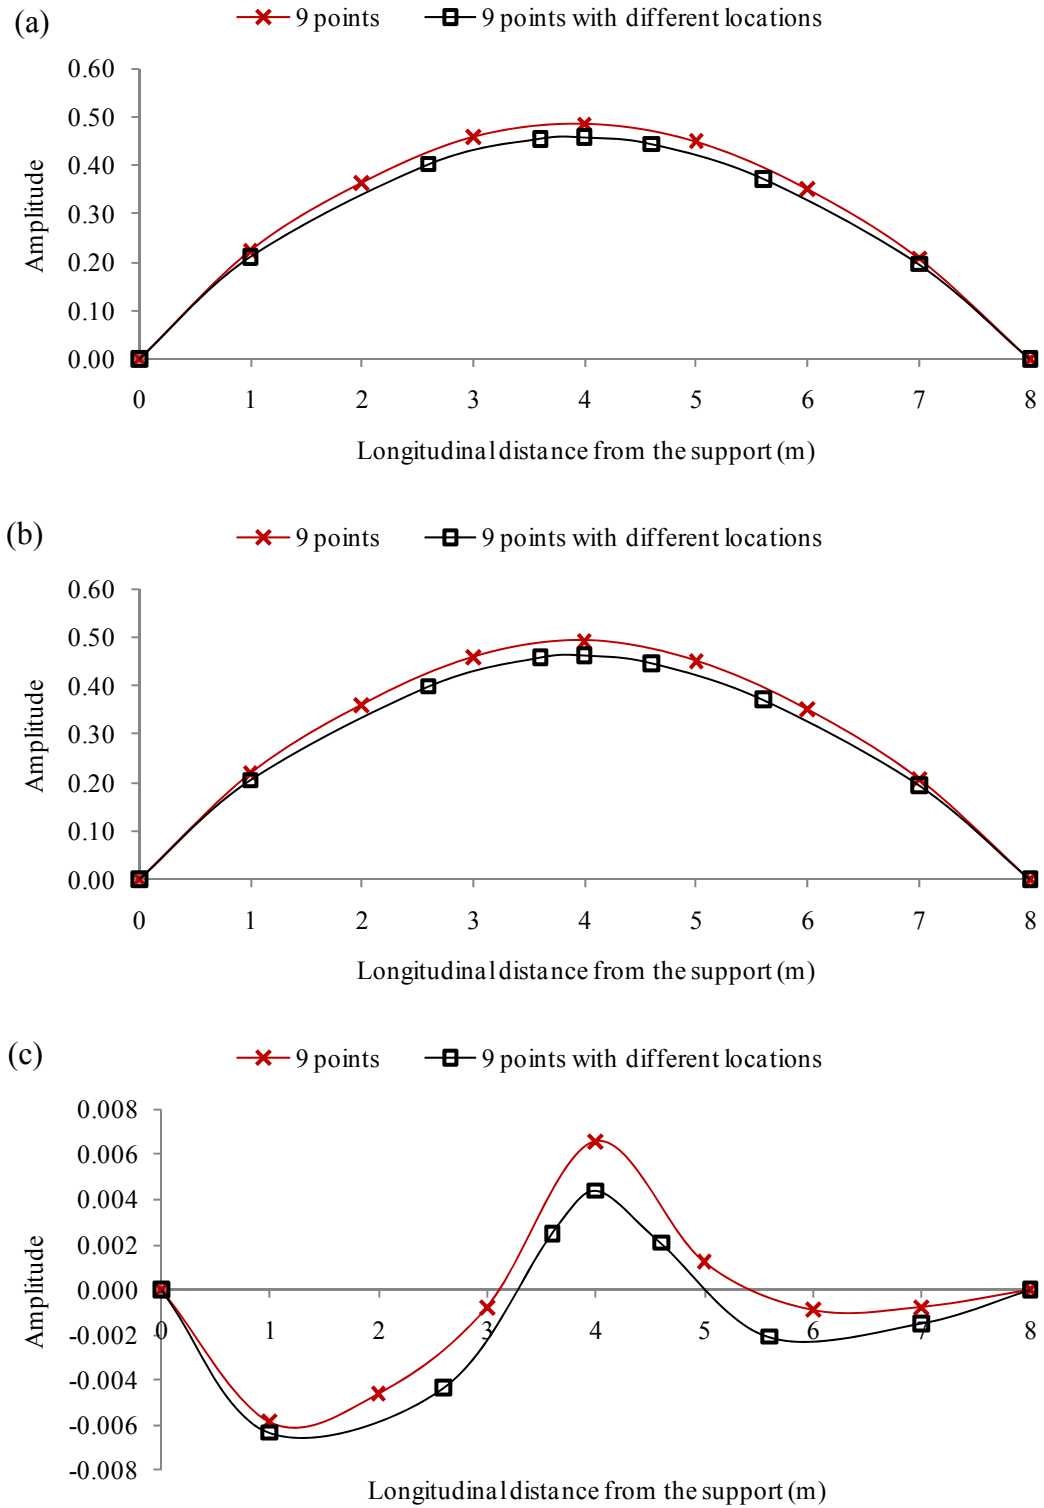 (a)
9 points 9 points with different locations
0.60
0.50
0.40
0.30
0.20
0.10
0.00
Amplitude
0 1 2 3 4 5 6 7 8
Longitudinal distance from the support (m)
(b)
9 points 9 points with different locations
0.60
0.50
0.40
0.30
0.20
0.10
0.00
Amplitude
0 1 2 3 4 5 6 7 8
Longitudinal distance from the support (m)
(c)
9 points 9 points with different locations
0.008
0.006
0.004
0.002
0.000
-0.002
-0.004
-0.006
-0.008
Amplitude
0 1 2 3 4 5 6 7 8
Longitudinal distance from the support (m)